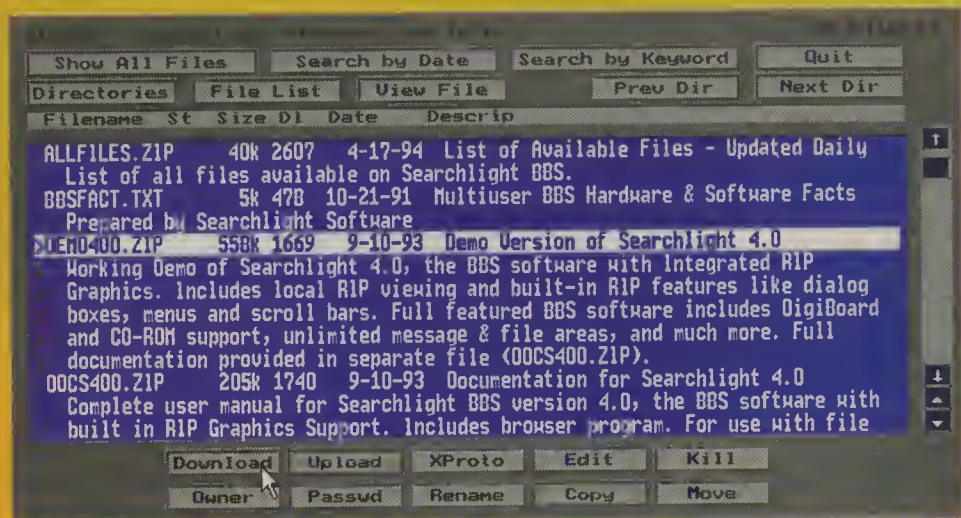 Show All Files Search by Date Search by Keyword Quit
Directories File List View File Prev Dir Next Dir
Filename St Size Dl Date Descrip
ALLFILES.ZIP 40k 2607 4-17-94 List of Available Files - Updated Daily
List of all files available on Searchlight BBS.
BBSFACT.TXT 5k 478 10-21-91 Multiuser BBS Hardware & Software Facts
Prepared by Searchlight Software
>DEMO400.ZIP 558k 1669 9-10-93 Demo Version of Searchlight 4.0
Working Demo of Searchlight 4.0, the BBS software with Integrated RIP
Graphics. Includes local RIP viewing and built-in RIP features like dialog
boxes, menus and scroll bars. Full featured BBS software includes DigiBoard
and CD-ROM support, unlimited message & file areas, and much more. Full
documentation provided in separate file (DOCS400.ZIP).
DOCS400.ZIP 205k 1740 9-10-93 Documentation for Searchlight 4.0
Complete user manual for Searchlight BBS version 4.0, the BBS software with
built in RIP Graphics Support. Includes browser program. For use with file
Download Upload XProto Edit Kill
Owner Passwd Rename Copy Move